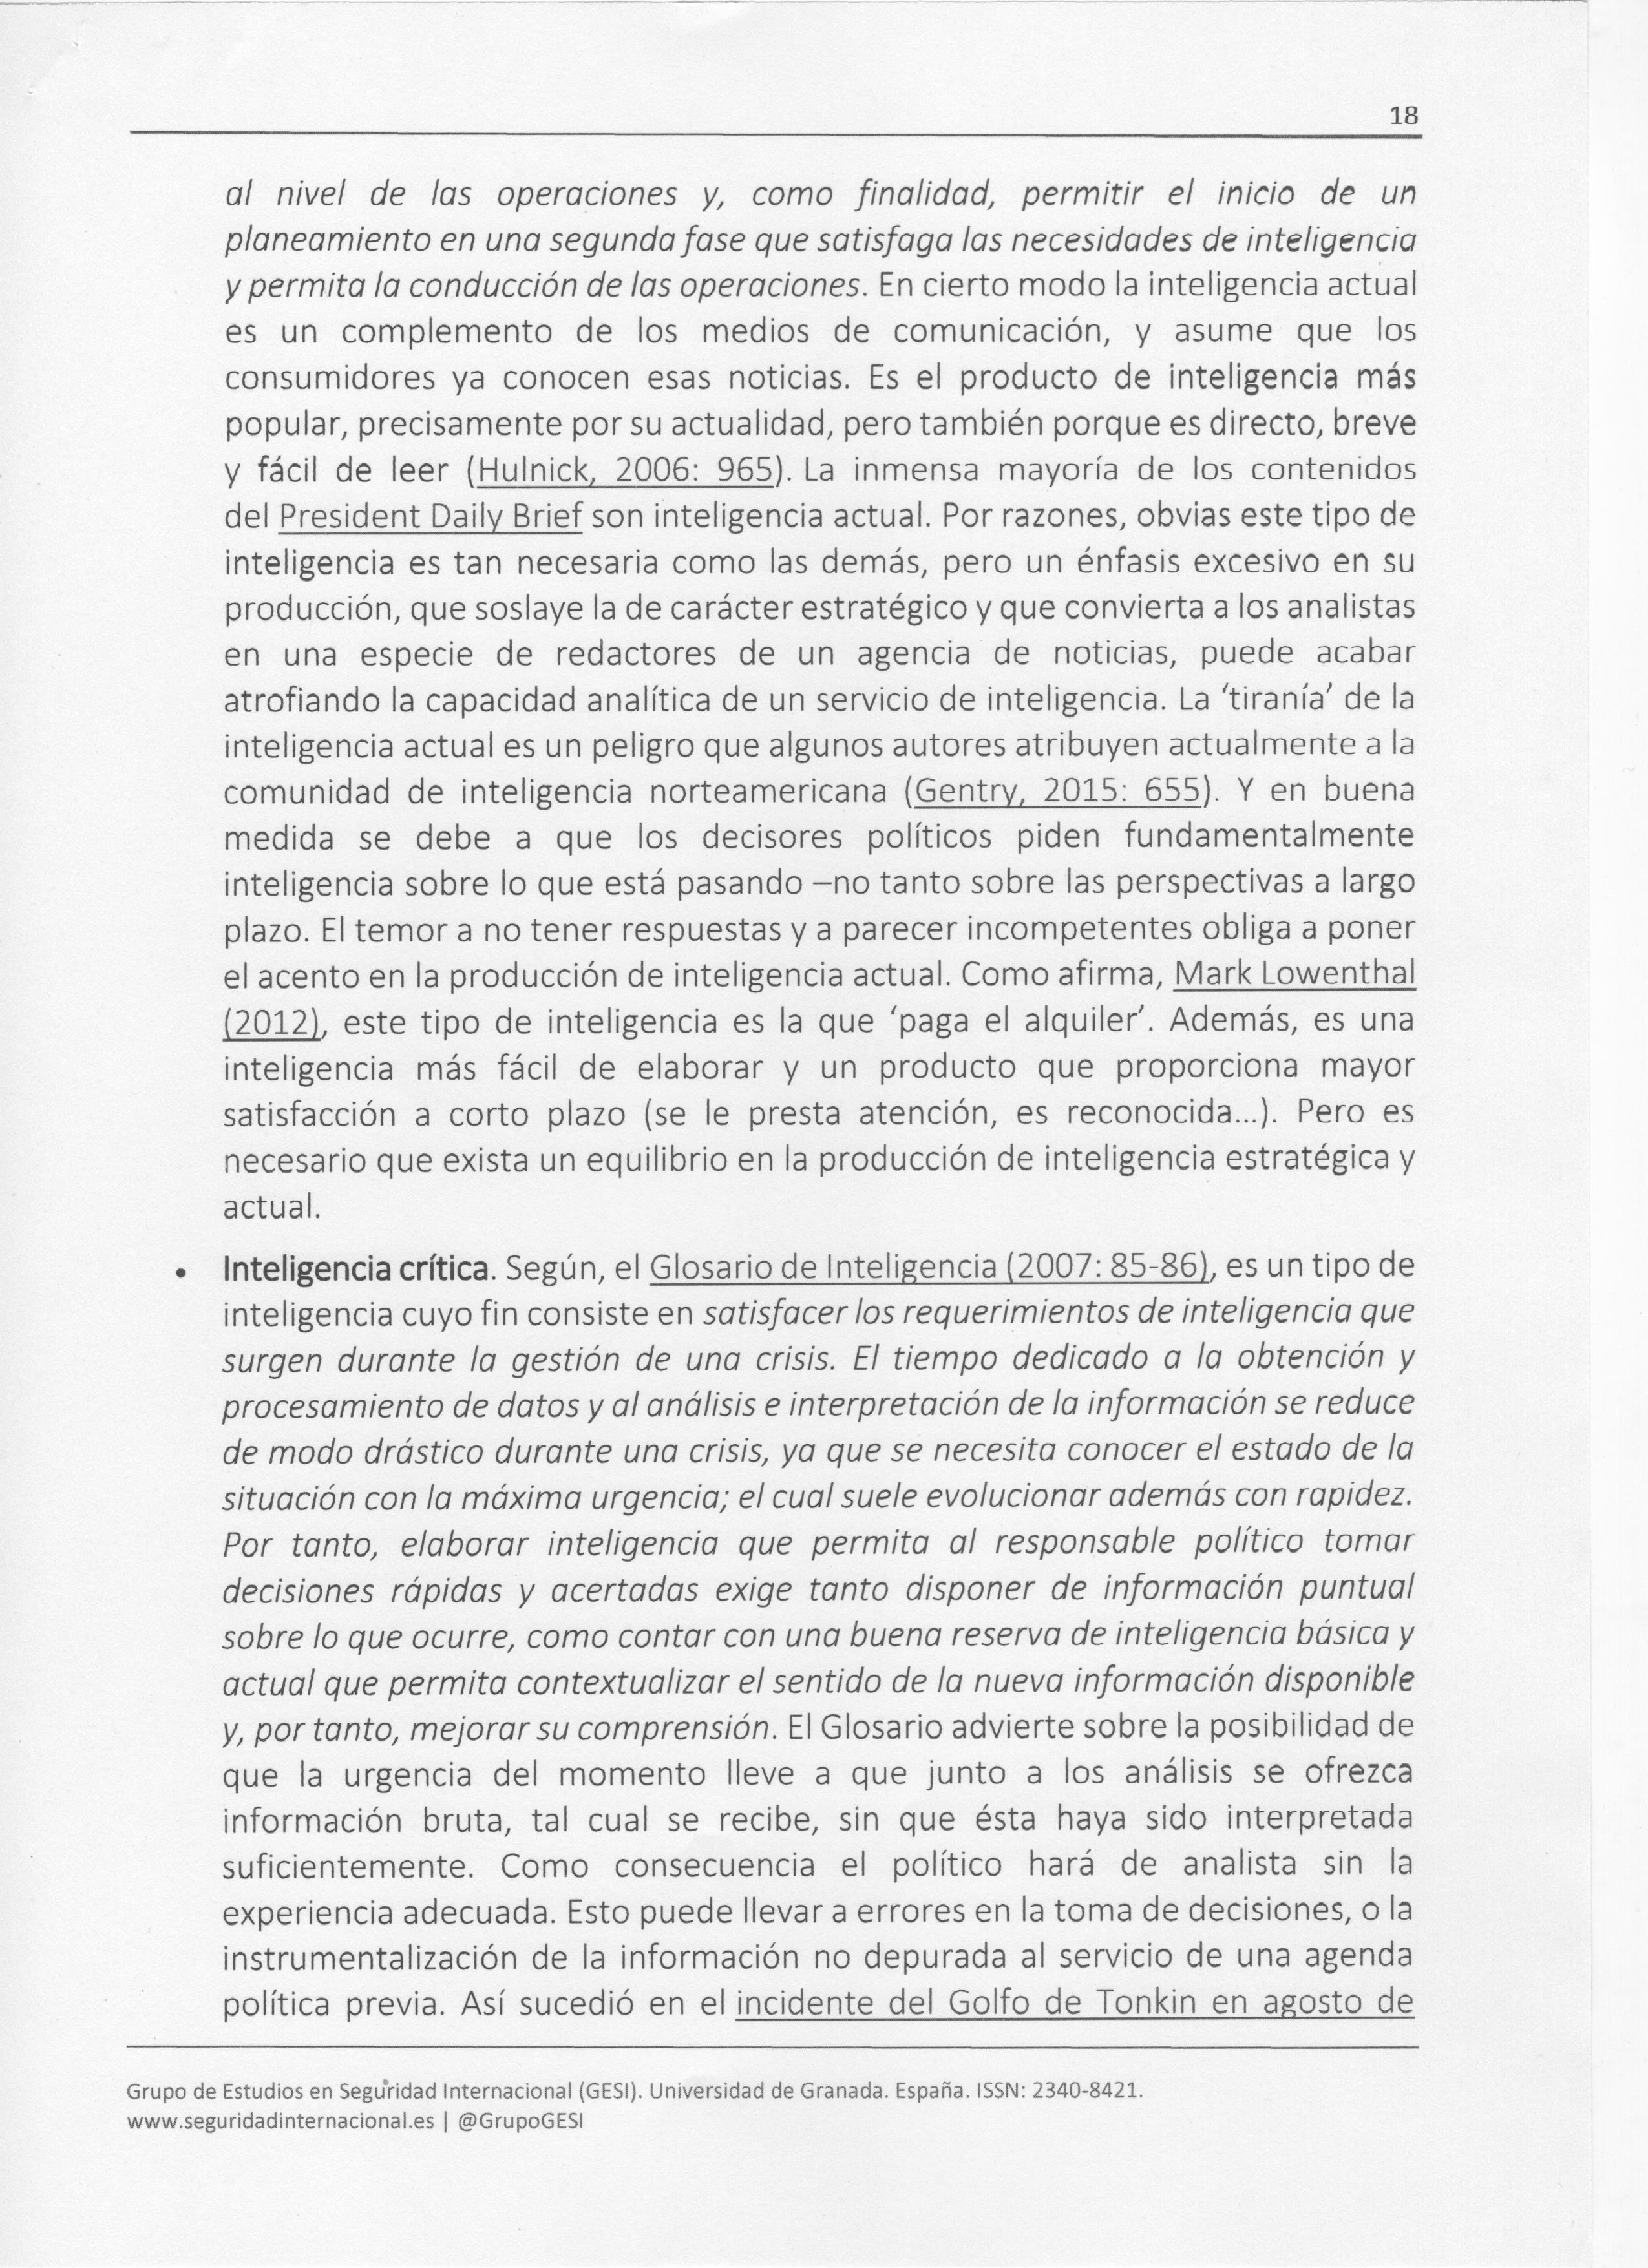 18
al nivel de las operaciones y, como finalidad, permitir el inicio de un
planeamiento en una segunda fase que satisfaga las necesidades de inteligencia
y permita la conducción de las operaciones. En cierto modo la inteligencia actual
es un complemento de los medios de comunicación, y asume que los
consumidores ya conocen esas noticias. Es el producto de inteligencia más
popular, precisamente por su actualidad, pero también porque es directo, breve
y fácil de leer (Hulnick, 2006: 965). La inmensa mayoría de los contenidos
del President Daily Brief son inteligencia actual. Por razones, obvias este tipo de
inteligencia es tan necesaria como las demás, pero un énfasis excesivo en su
producción, que soslaye la de carácter estratégico y que convierta a los analistas
en una especie de redactores de un agencia de noticias, puede acabar
atrofiando la capacidad analítica de un servicio de inteligencia. La ‘tiranía’ de la
inteligencia actual es un peligro que algunos autores atribuyen actualmente a la
comunidad de inteligencia norteamericana (Gentry, 2015: 655). Y en buena
medida se debe a que los decisores políticos piden fundamentalmente
inteligencia sobre lo que está pasando –no tanto sobre las perspectivas a largo
plazo. El temor a no tener respuestas y a parecer incompetentes obliga a poner
el acento en la producción de inteligencia actual. Como afirma, Mark Lowenthal
(2012), este tipo de inteligencia es la que ‘paga el alquiler’. Además, es una
inteligencia más fácil de elaborar y un producto que proporciona mayor
satisfacción a corto plazo (se le presta atención, es reconocida…). Pero es
necesario que exista un equilibrio en la producción de inteligencia estratégica y
actual.
• Inteligencia crítica. Según, el Glosario de Inteligencia (2007: 85-86), es un tipo de
inteligencia cuyo fin consiste en satisfacer los requerimientos de inteligencia que
surgen durante la gestión de una crisis. El tiempo dedicado a la obtención y
procesamiento de datos y al análisis e interpretación de la información se reduce
de modo drástico durante una crisis, ya que se necesita conocer el estado de la
situación con la máxima urgencia; el cual suele evolucionar además con rapidez.
Por tanto, elaborar inteligencia que permita al responsable político tomar
decisiones rápidas y acertadas exige tanto disponer de información puntual
sobre lo que ocurre, como contar con una buena reserva de inteligencia básica y
actual que permita contextualizar el sentido de la nueva información disponible
y, por tanto, mejorar su comprensión. El Glosario advierte sobre la posibilidad de
que la urgencia del momento lleve a que junto a los análisis se ofrezca
información bruta, tal cual se recibe, sin que ésta haya sido interpretada
suficientemente. Como consecuencia el político hará de analista sin la
experiencia adecuada. Esto puede llevar a errores en la toma de decisiones, o la
instrumentalización de la información no depurada al servicio de una agenda
política previa. Así sucedió en el incidente del Golfo de Tonkin en agosto de
Grupo de Estudios en Seguridad Internacional (GESI). Universidad de Granada. España. ISSN: 2340-8421.
www.seguridadinternacional.es | @GrupoGESI